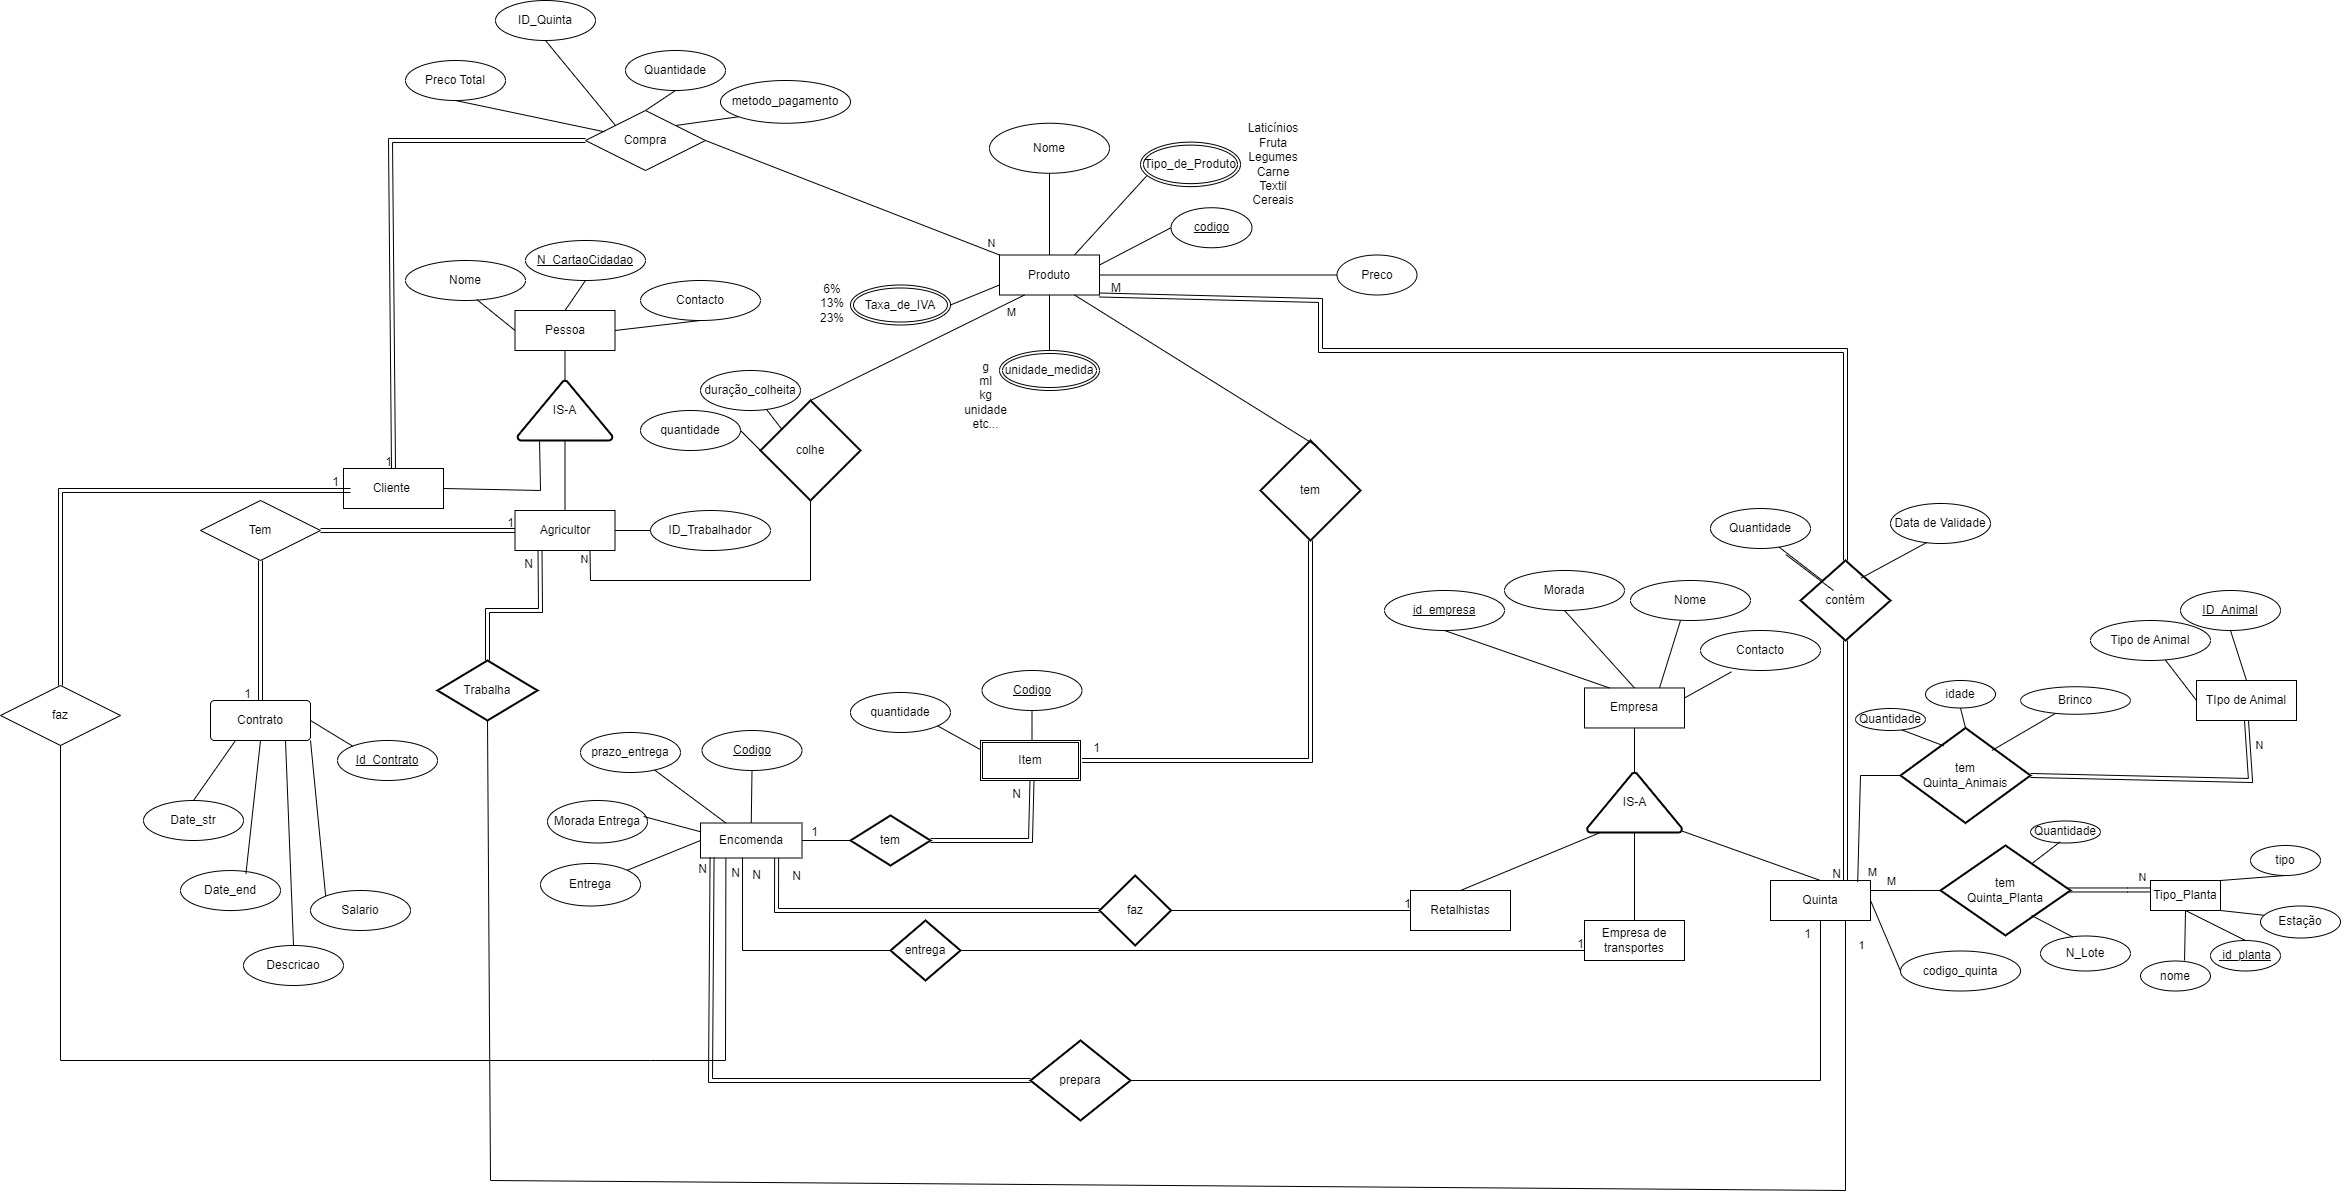 ID_Quinta
Preco Total
Quantidade
metodo_pagamento
Compra
Nome
Tipo_de_Produto
Laticínios
Fruta
Legumes
Carne
Textil
Cereais
codigo
N
Produto
Preco
M
6%
13%
23%
Taxa_de_IVA
M
unidade_medida
g
ml
kg
unidade
etc...
N_CartaoCidadao
Nome
Contacto
Pessoa
IS-A
duração_colheita
quantidade
colhe
tem
1
1
Cliente
Tem
1
Agricultor
ID_Trabalhador
N
N
Trabalha
faz
1
Contrato
Id_Contrato
Date_str
Date_end
Salario
Descricao
Codigo
quantidade
Item
1
N
prazo_entrega
Codigo
Morada Entrega
Entrega
Encomenda
1
tem
N
N
N
N
faz
1
Retalhistas
entrega
1
Empresa de
transportes
prepara
id_empresa
Morada
Nome
Contacto
Empresa
IS-A
Quantidade
Data de Validade
contém
ID_Animal
Tipo de Animal
TIpo de Animal
N
idade
Quantidade
Brinco
tem
Quinta_Animais
N
M
M
Quinta
1
1
codigo_quinta
Quantidade
tem
Quinta_Planta
N_Lote
N
Tipo_Planta
tipo
Estação
id_planta
nome